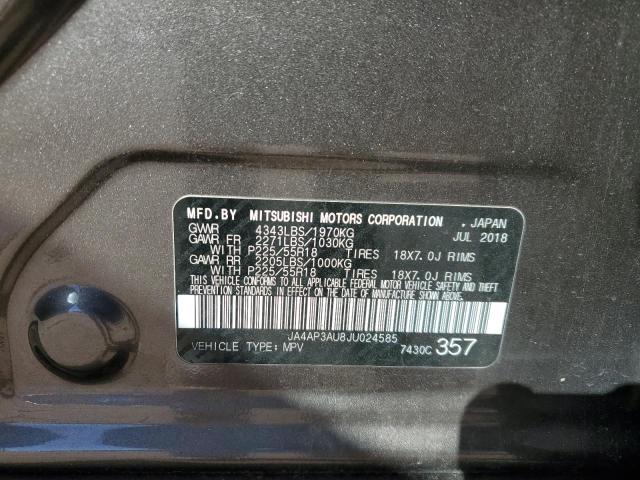 MFD.BY MITSUBISHI MOTORS CORPORATION , JAPAN
GVWR 4343LBS/1970KG JUL 2018
GAWR FR 2271LBS/1030KG
WITH P225/55R18 TIRES 18X7.0J RIMS
GAWR RR 2205LBS/1000KG
WITH P225/55R18 TIRES 18X7.0J RIMS
THIS VEHICLE CONFORMS TO ALL APPLICABLE FEDERAL MOTOR VEHICLE SAFETY AND THEFT
PREVENTION STANDARDS IN EFFECT ON THE DATE OF MANUFACTURE SHOWN ABOVE.
JA4AP3AU8JU024585
VEHICLE TYPE: MPV 7430C 357